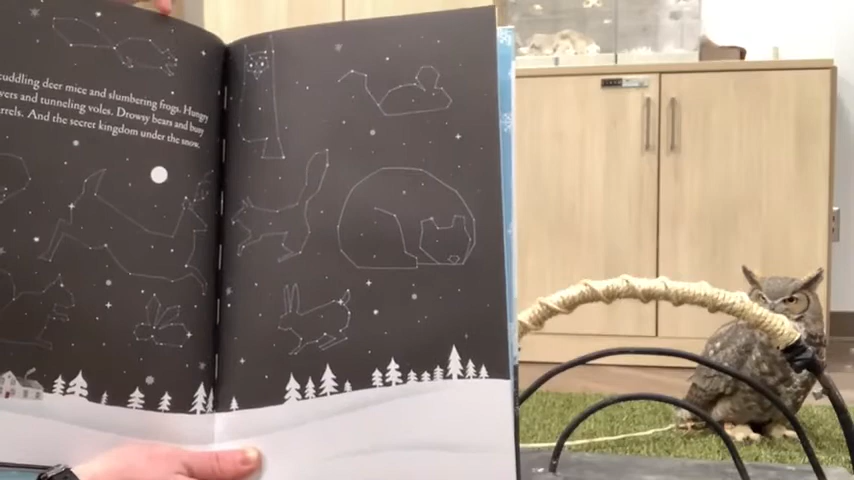 cuddling deer mice and slumbering frogs. Hungry
vers and tunneling voles. Drowsy bears and busy
rrels. And the secret kingdom under the snow.